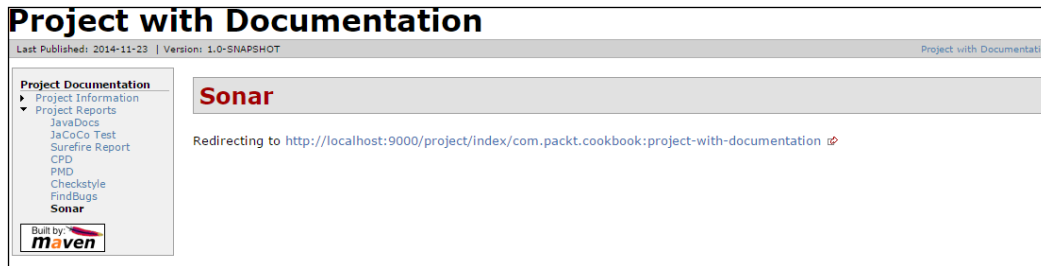 Project with Documentation
Last Published: 2014-11-23 | Version: 1.0-SNAPSHOT
Project with Documentati
Project Documentation
Project Information
Project Reports
JavaDocs
JaCoCo Test
Surefire Report
CPD
PMD
Checkstyle
FindBugs
Sonar
Built by:
maven
Sonar
Redirecting to http://localhost:9000/project/index/com.packt.cookbook:project-with-documentation